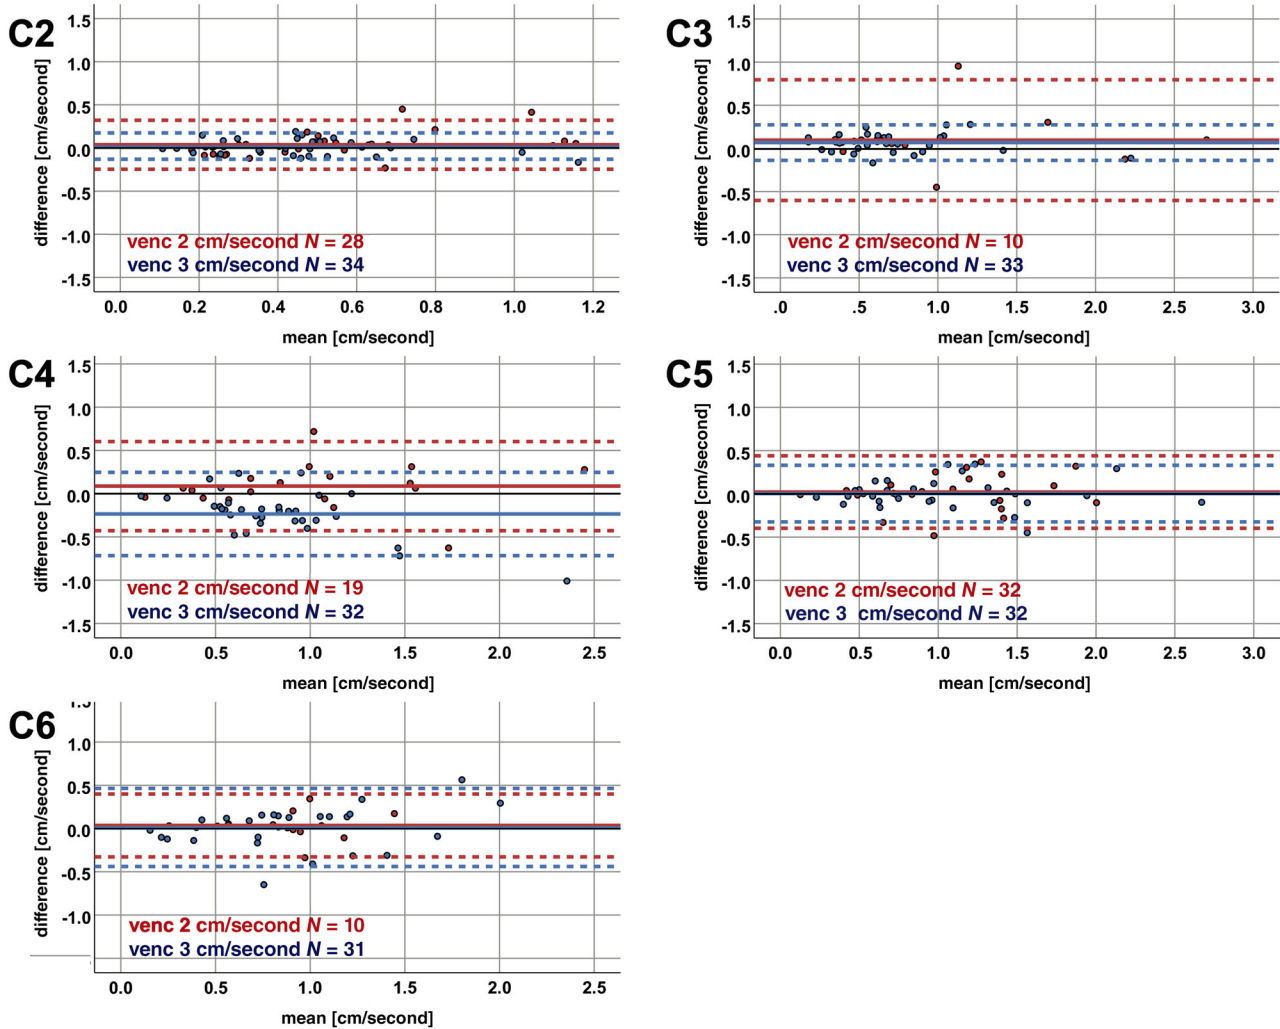 C2
difference [cm/second]
1.5
1.0
0.5
0.0
-0.5
-1.0
-1.5
venc 2 cm/second N = 28
venc 3 cm/second N = 34
0.0 0.2 0.4 0.6 0.8 1.0 1.2
mean [cm/second]
C3
difference [cm/second]
1.5
1.0
0.5
0.0
-0.5
-1.0
-1.5
venc 2 cm/second N = 10
venc 3 cm/second N = 33
.0 .5 1.0 1.5 2.0 2.5 3.0
mean [cm/second]
C4
difference [cm/second]
1.5
1.0
0.5
0.0
-0.5
-1.0
-1.5
venc 2 cm/second N = 19
venc 3 cm/second N = 32
0.0 0.5 1.0 1.5 2.0 2.5
mean [cm/second]
C5
difference [cm/second]
1.5
1.0
0.5
0.0
-0.5
-1.0
-1.5
venc 2 cm/second N = 32
venc 3 cm/second N = 32
0.0 0.5 1.0 1.5 2.0 2.5 3.0
mean [cm/second]
C6
difference [cm/second]
1.5
1.0
0.5
0.0
-0.5
-1.0
venc 2 cm/second N = 10
venc 3 cm/second N = 31
0.0 0.5 1.0 1.5 2.0 2.5
mean [cm/second]